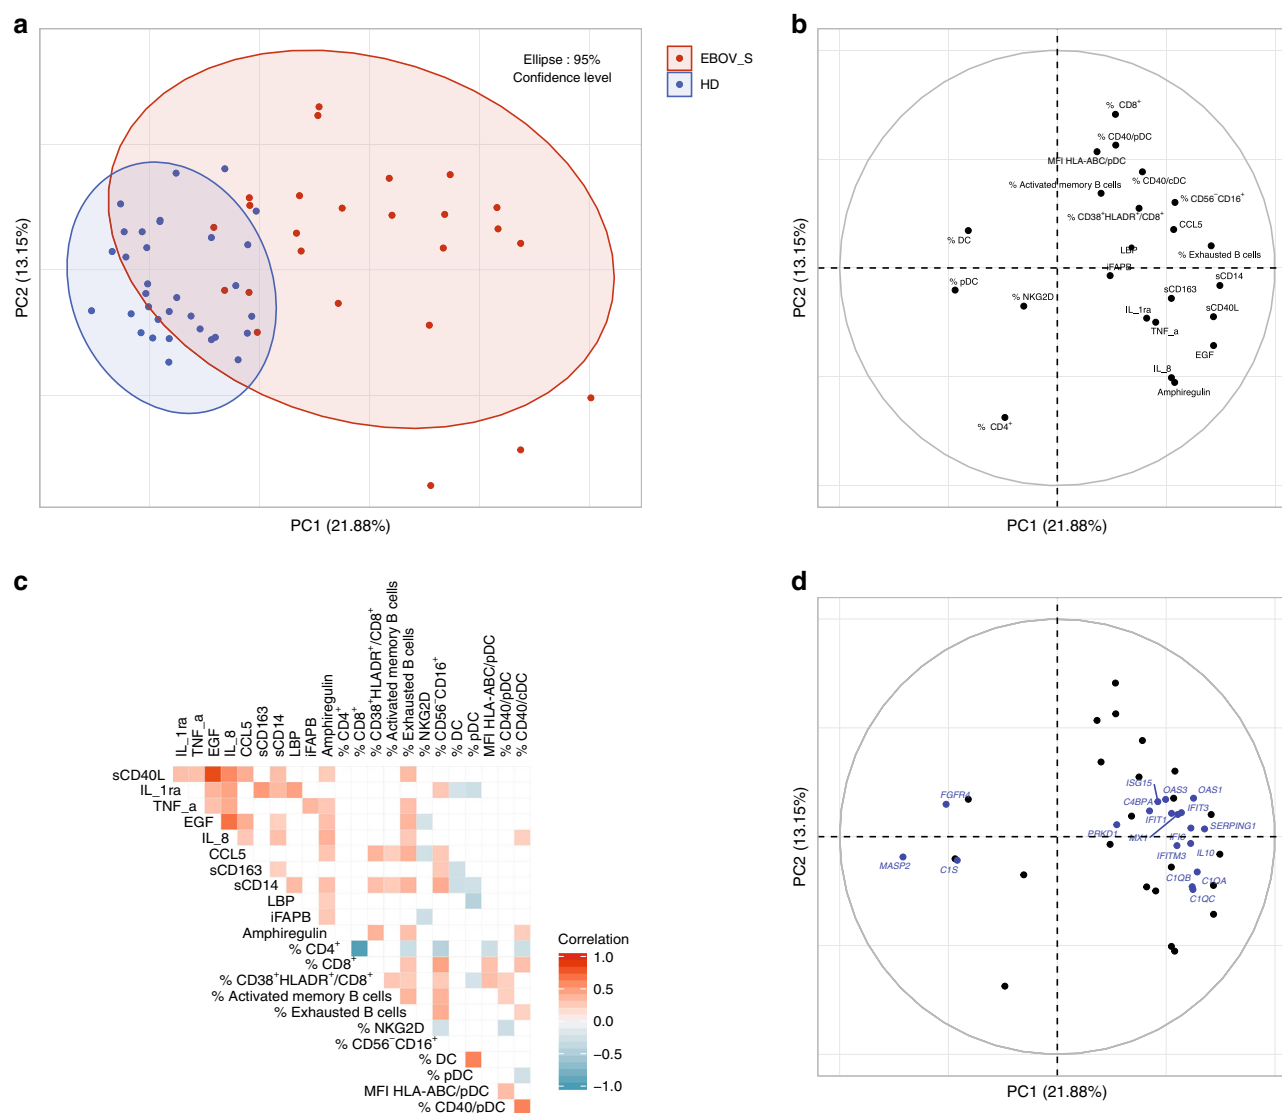 a
Ellipse : 95%
Confidence level
EBOV_S
HD
PC2 (13.15%)
PC1 (21.88%)
b
% CD8+
% CD40/pDC
MFI HLA-ABC/pDC
% CD40/cDC
% Activated memory B cells
% CD56−CD16+
% CD38+HLADR+/CD8+
CCL5
% DC
LBP
% Exhausted B cells
iFAPB
sCD14
% pDC
sCD163
% NKG2D
IL_1ra
sCD40L
TNF_a
EGF
IL_8
Amphiregulin
% CD4+
PC1 (21.88%)
c
IL_1ra
TNF_a
EGF
IL_8
CCL5
sCD163
sCD14
LBP
iFAPB
Amphiregulin
% CD4+
% CD8+
% CD38+HLADR+/CD8+
% Activated memory B cells
% Exhausted B cells
% NKG2D
% CD56−CD16+
% DC
% pDC
MFI HLA-ABC/pDC
% CD40/pDC
% CD40/cDC
sCD40L
IL_1ra
TNF_a
EGF
IL_8
CCL5
sCD163
sCD14
LBP
iFAPB
Amphiregulin
% CD4+
% CD8+
% CD38+HLADR+/CD8+
% Activated memory B cells
% Exhausted B cells
% NKG2D
% CD56−CD16+
% DC
% pDC
MFI HLA-ABC/pDC
% CD40/pDC
Correlation
1.0
0.5
0.0
−0.5
−1.0
d
PC2 (13.15%)
ISG15
OAS3
OAS1
FGFR4
C4BPA
IFIT3
IFIT1
SERPING1
PRKD1
MX1
IFI6
IFITM3
IL10
MASP2
C1S
C1QB
C1QA
C1QC
PC1 (21.88%)
PC2 (13.15%)